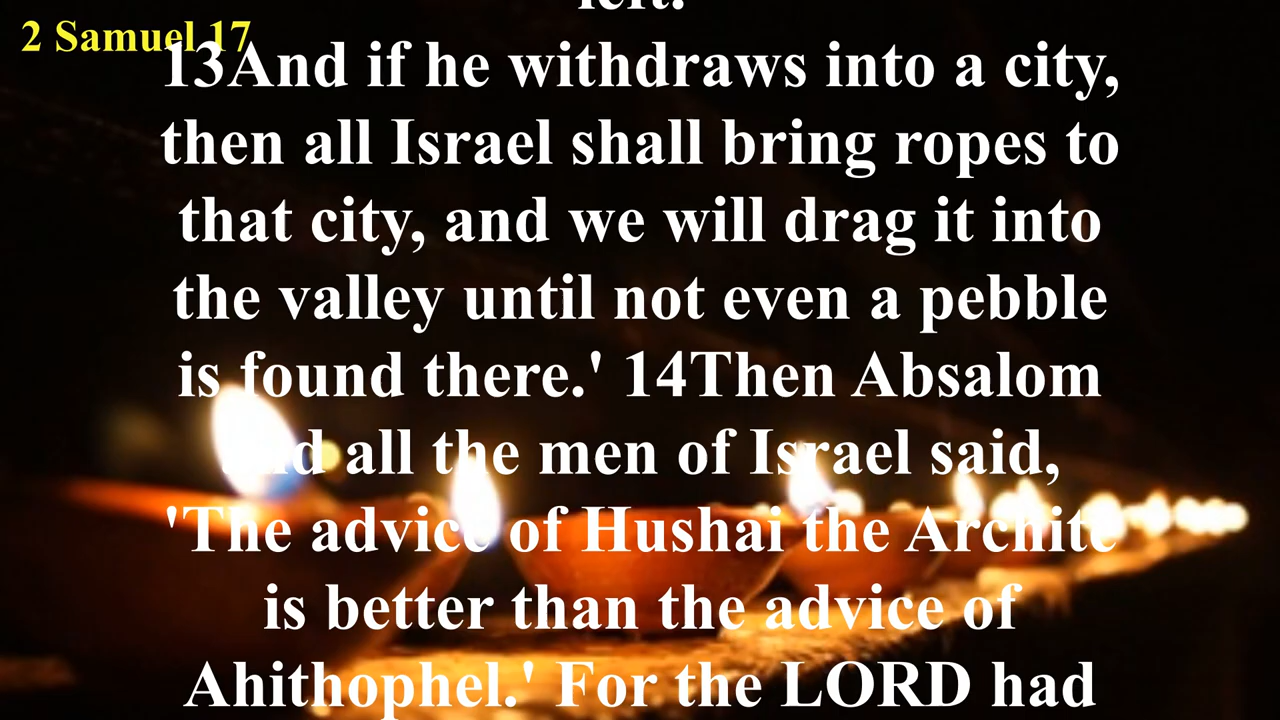 left.'
2 Samuel 17
13And if he withdraws into a city,
then all Israel shall bring ropes to
that city, and we will drag it into
the valley until not even a pebble
is found there.' 14Then Absalom
and all the men of Israel said,
'The advice of Hushai the Archite
is better than the advice of
Ahithophel.' For the LORD had